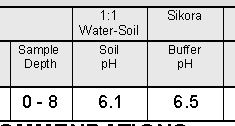 1:1 Sikora
Water-Soil
Sample Soil Buffer
Depth pH pH
0 - 8 6.1 6.5